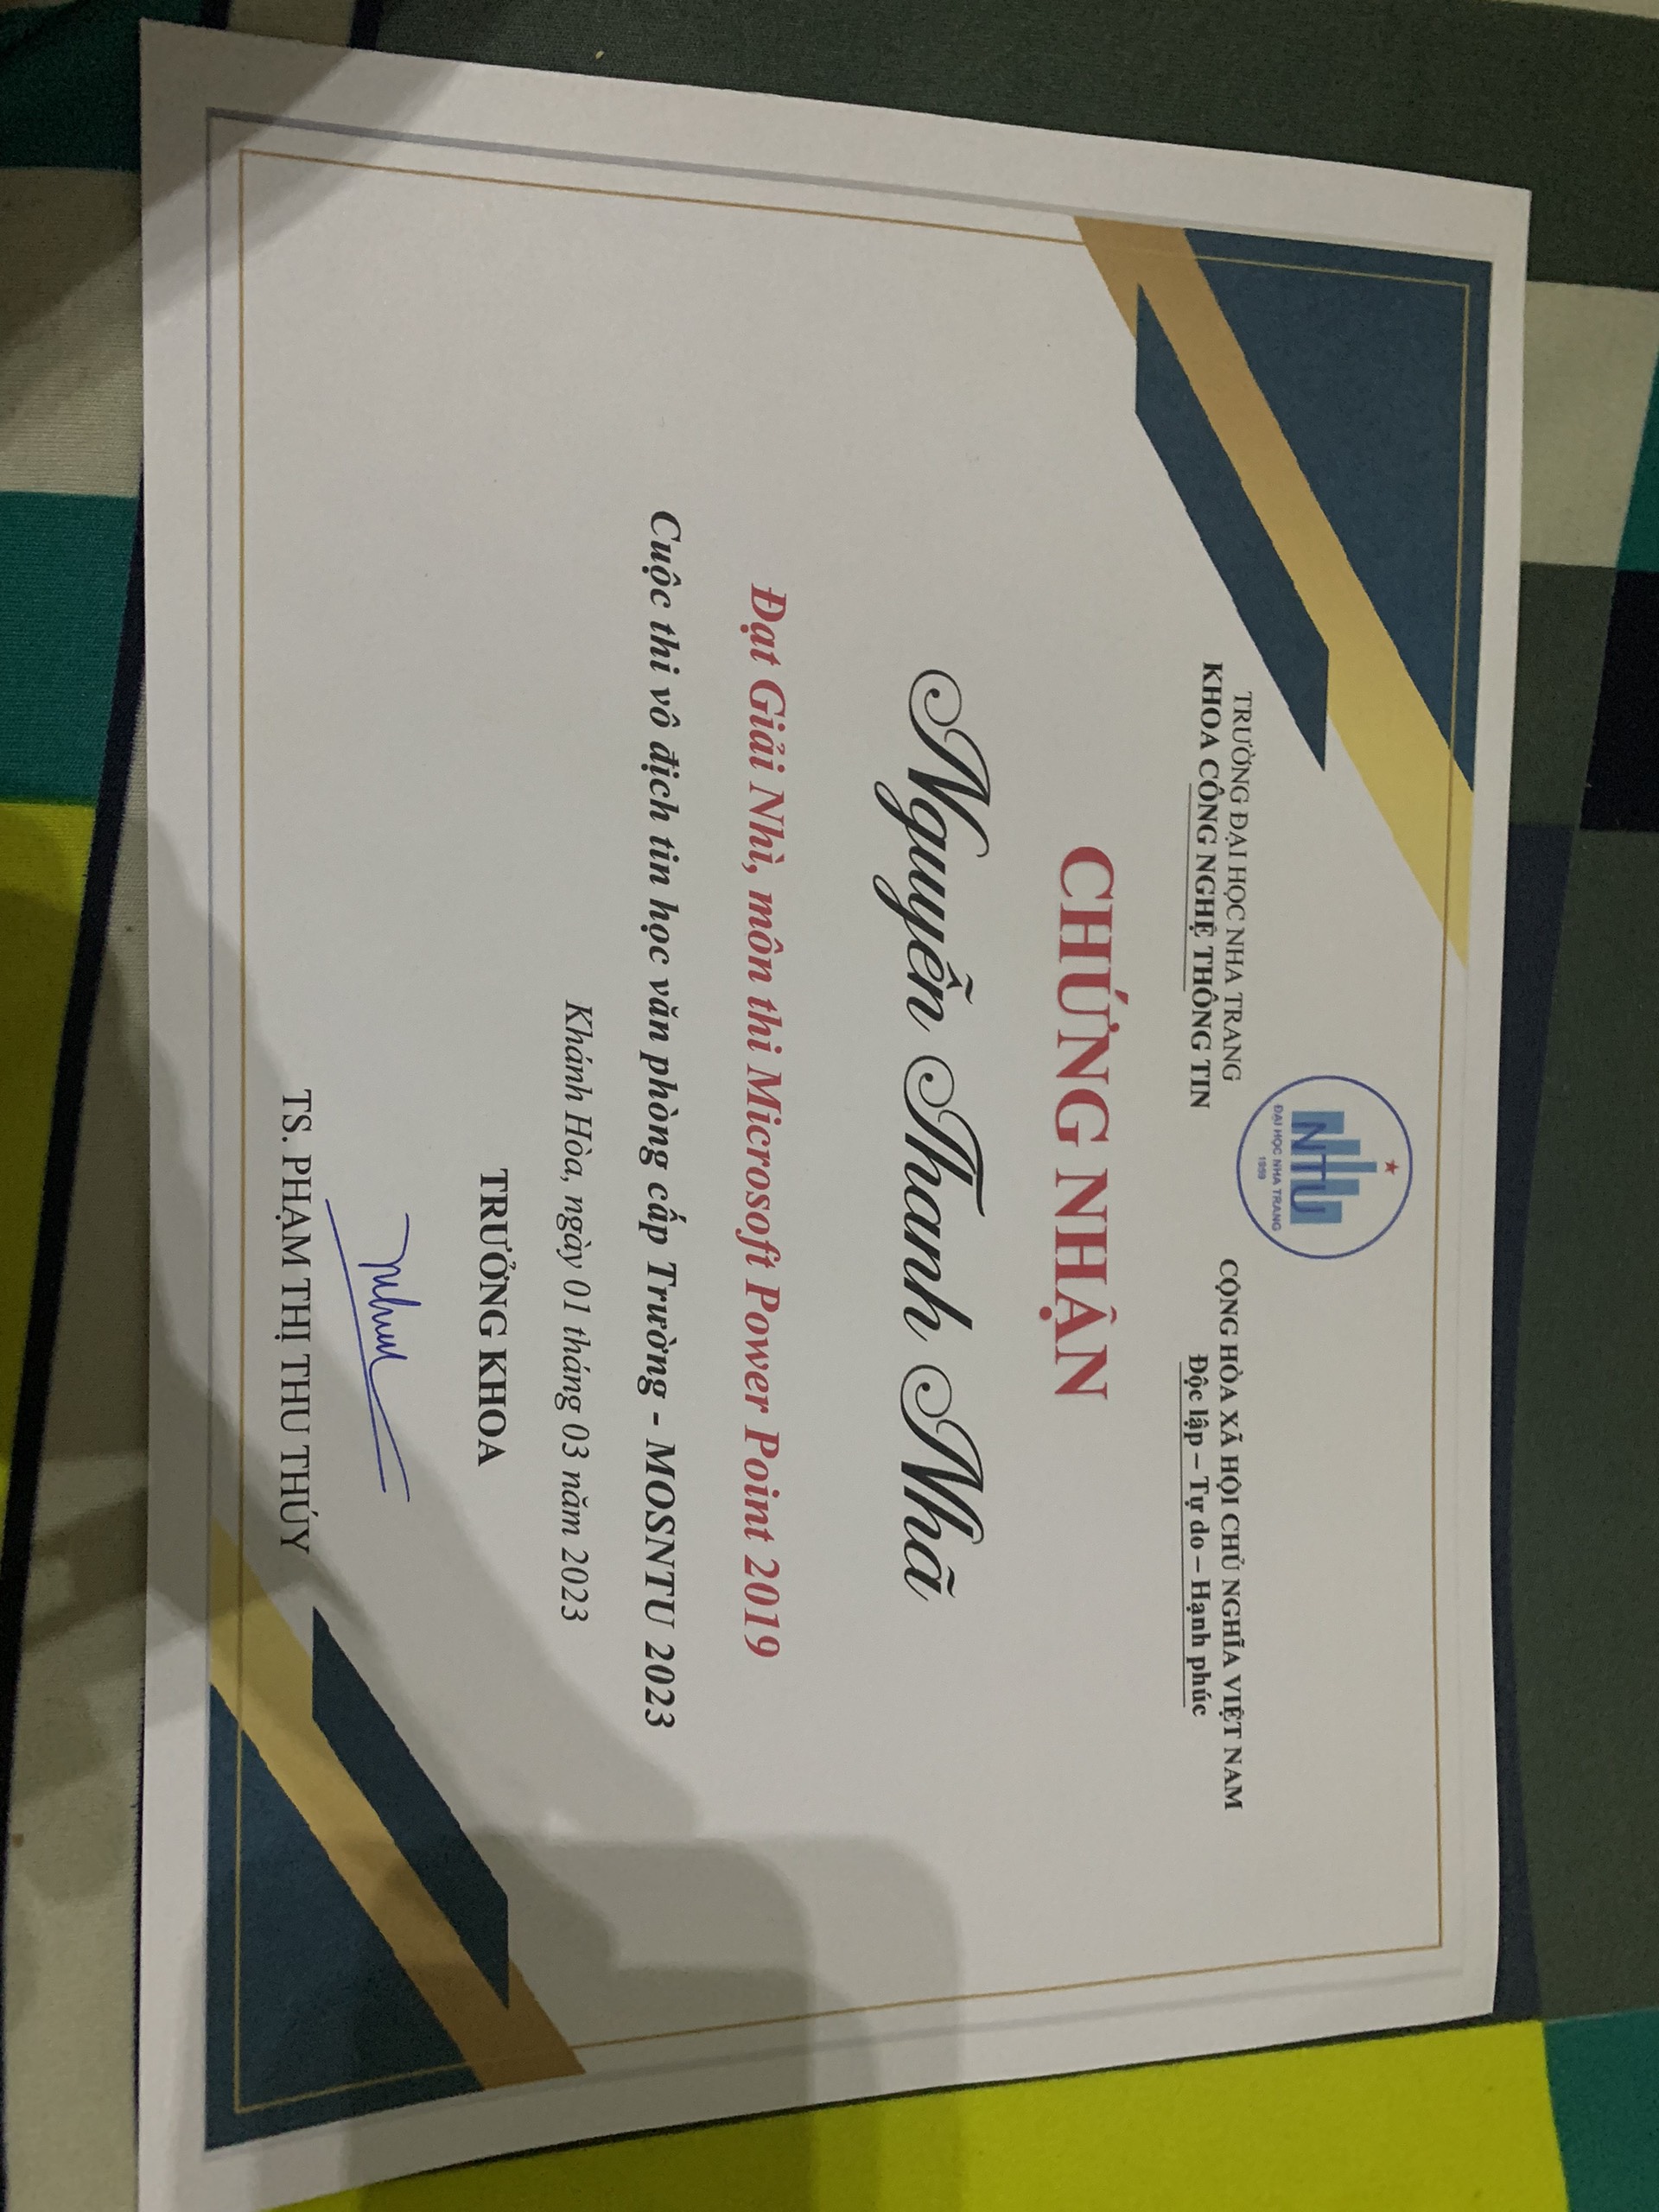 NTU
ĐẠI HỌC NHA TRANG
1959
TRƯỜNG ĐẠI HỌC NHA TRANG
KHOA CÔNG NGHỆ THÔNG TIN
CỘNG HÒA XÃ HỘI CHỦ NGHĨA VIỆT NAM
Độc lập – Tự do – Hạnh phúc
CHỨNG NHẬN
Nguyễn Thanh Nhã
Đạt Giải Nhì, môn thi Microsoft Power Point 2019
Cuộc thi vô địch tin học văn phòng cấp Trường - MOSNTU 2023
Khánh Hòa, ngày 01 tháng 03 năm 2023
TRƯỞNG KHOA
TS. PHẠM THỊ THU THÚY